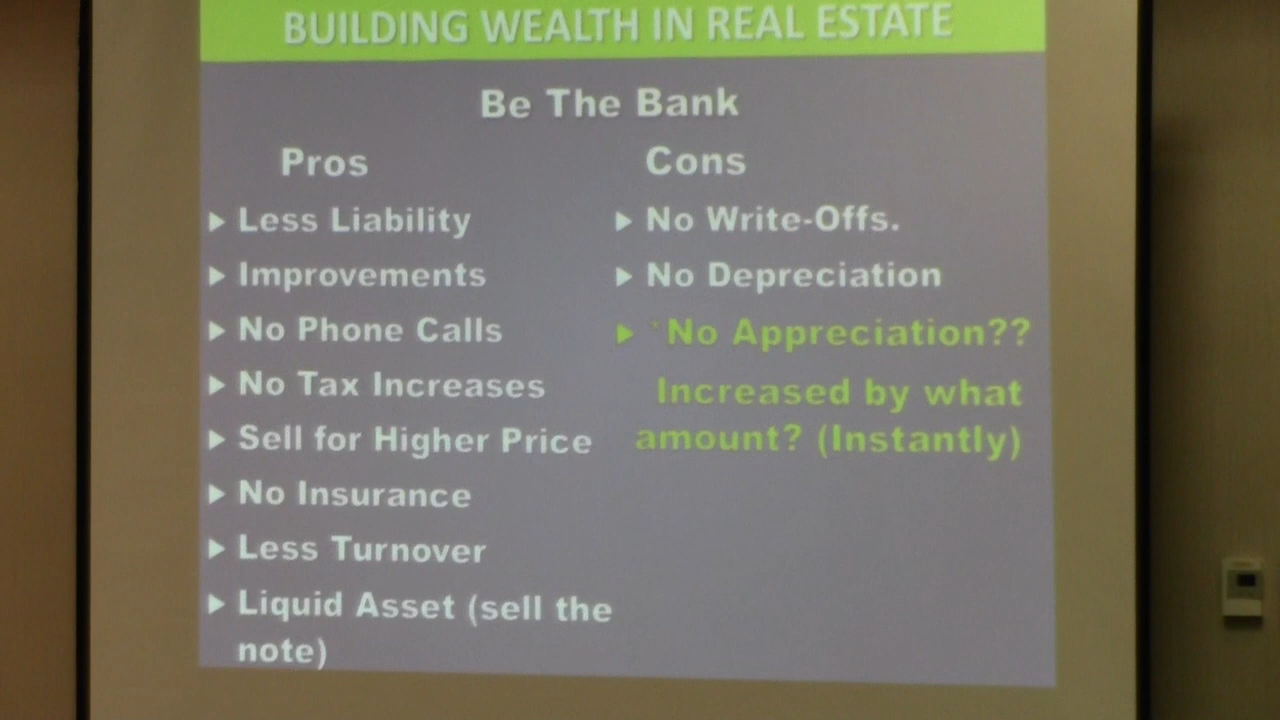 BUILDING WEALTH IN REAL ESTATE
Be The Bank
Pros
Less Liability
Improvements
No Phone Calls
No Tax Increases
Sell for Higher Price
No Insurance
Less Turnover
Liquid Asset (sell the
note)
Cons
No Write-Offs.
No Depreciation
*No Appreciation??
Increased by what
amount? (Instantly)